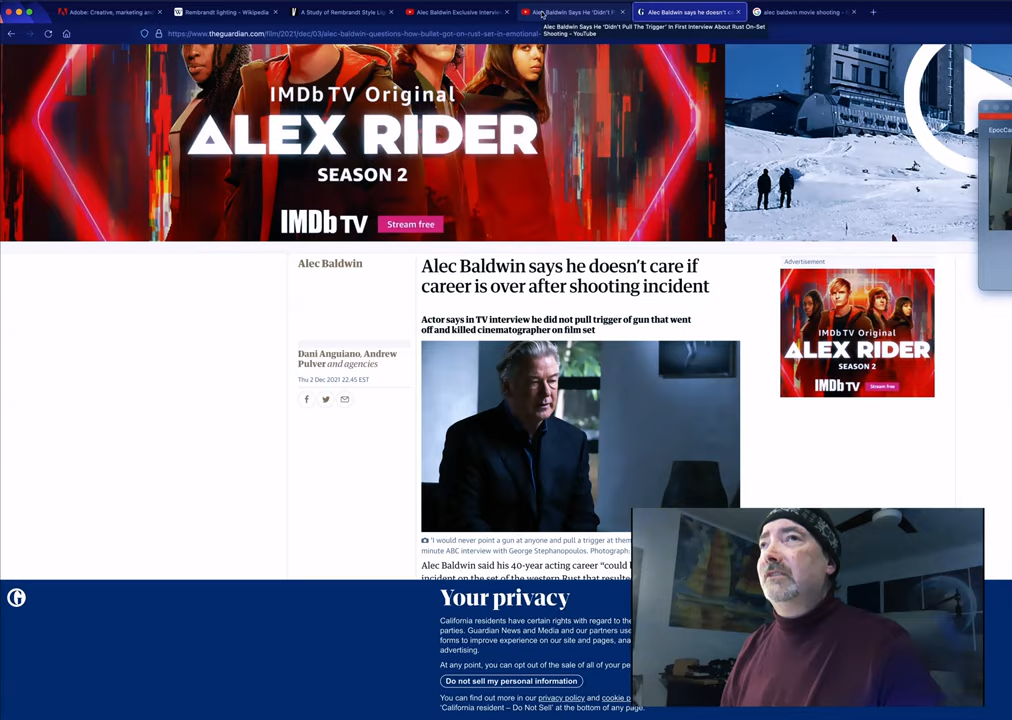 Adobe: Creative, marketing and
Rembrandt lighting - Wikipedia
A Study of Rembrandt Style Lig
Alec Baldwin Exclusive Interview
Alec Baldwin Says He 'Didn't P
Alec Baldwin says he doesn't c
alec baldwin movie shooting -
Alec Baldwin Says He 'Didn't Pull The Trigger' In First Interview About Rust On-Set
Shooting - YouTube
https://www.theguardian.com/film/2021/dec/03/alec-baldwin-questions-how-bullet-got-on-rust-set-in-emotional-
IMDb TV Original
ALEX RIDER
SEASON 2
IMDb TV
Stream free
EpocCa
Alec Baldwin
Alec Baldwin says he doesn't care if
career is over after shooting incident
Actor says in TV interview he did not pull trigger of gun that went
off and killed cinematographer on film set
Dani Anguiano, Andrew
Pulver and agencies
Thu 2 Dec 2021 22.45 EST
Advertisement
IMDb TV Original
ALEX RIDER
SEASON 2
IMDb TV
Stream free
'I would never point a gun at anyone and pull a trigger at them
minute ABC interview with George Stephanopoulos. Photograph:
Alec Baldwin said his 40-year acting career "could
incident on the set of the western Rust that resulte
G
Your privacy
California residents have certain rights with regard to the
parties. Guardian News and Media and our partners use
forms to improve experience on our site and pages, ana
advertising.
At any point, you can opt out of the sale of all of your pe
Do not sell my personal information
You can find out more in our privacy policy and cookie p
'California resident – Do Not Sell' at the bottom of any page.